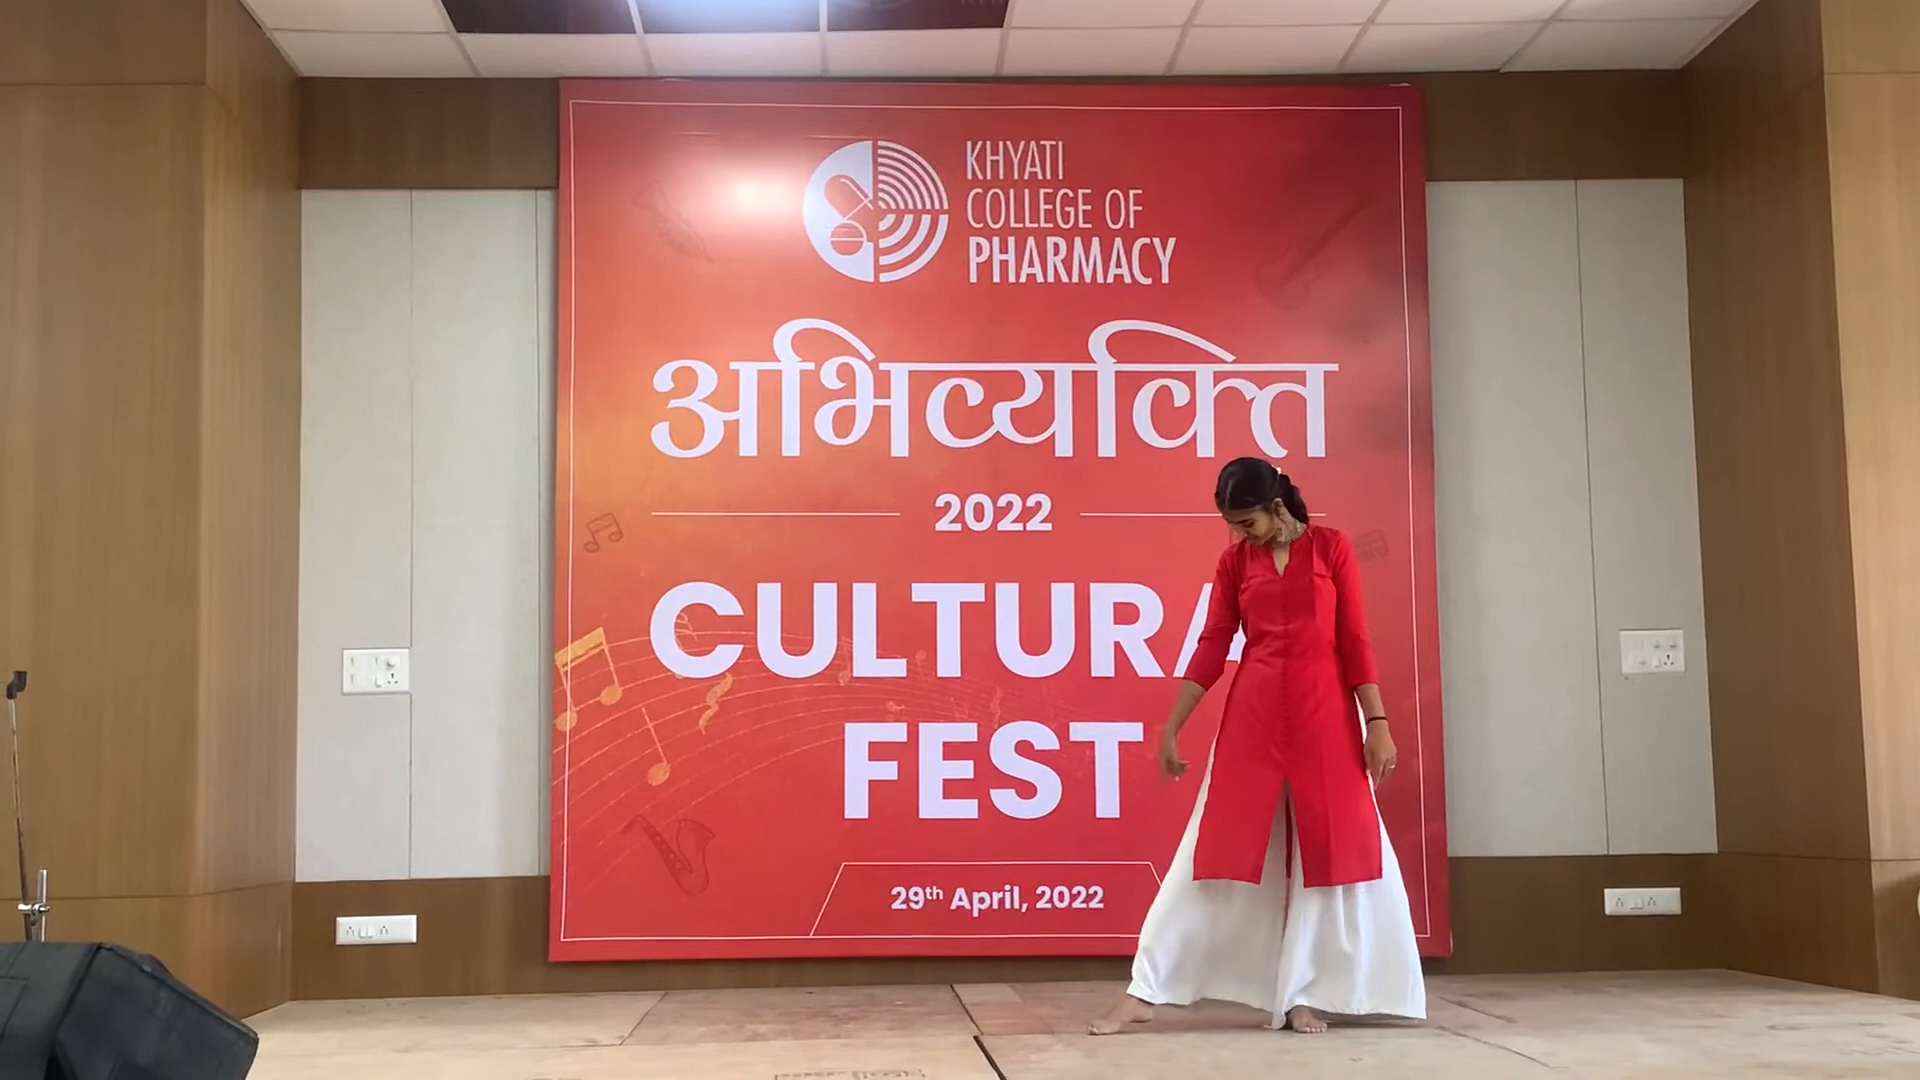 KHYATI
COLLEGE OF
PHARMACY
अभिव्यक्ति
2022
CULTURA
FEST
29th April, 2022